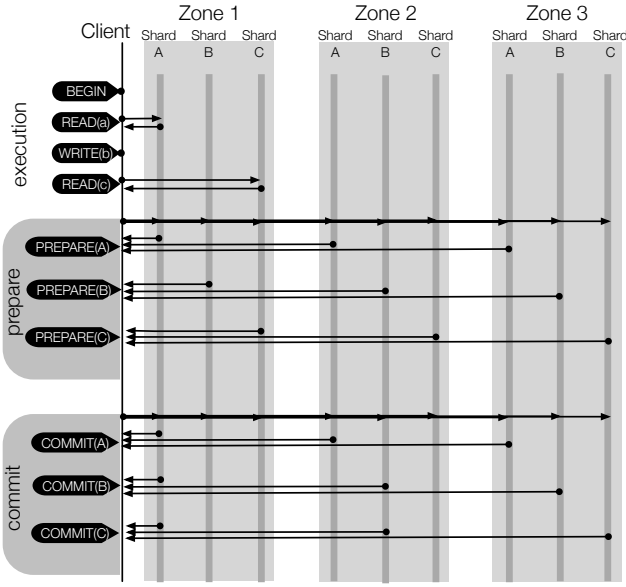 Zone 1 Zone 2 Zone 3
Client Shard Shard Shard Shard Shard Shard Shard Shard Shard
A B C A B C A B C
execution
BEGIN
READ(a)
WRITE(b)
READ(c)
prepare
PREPARE(A)
PREPARE(B)
PREPARE(C)
commit
COMMIT(A)
COMMIT(B)
COMMIT(C)